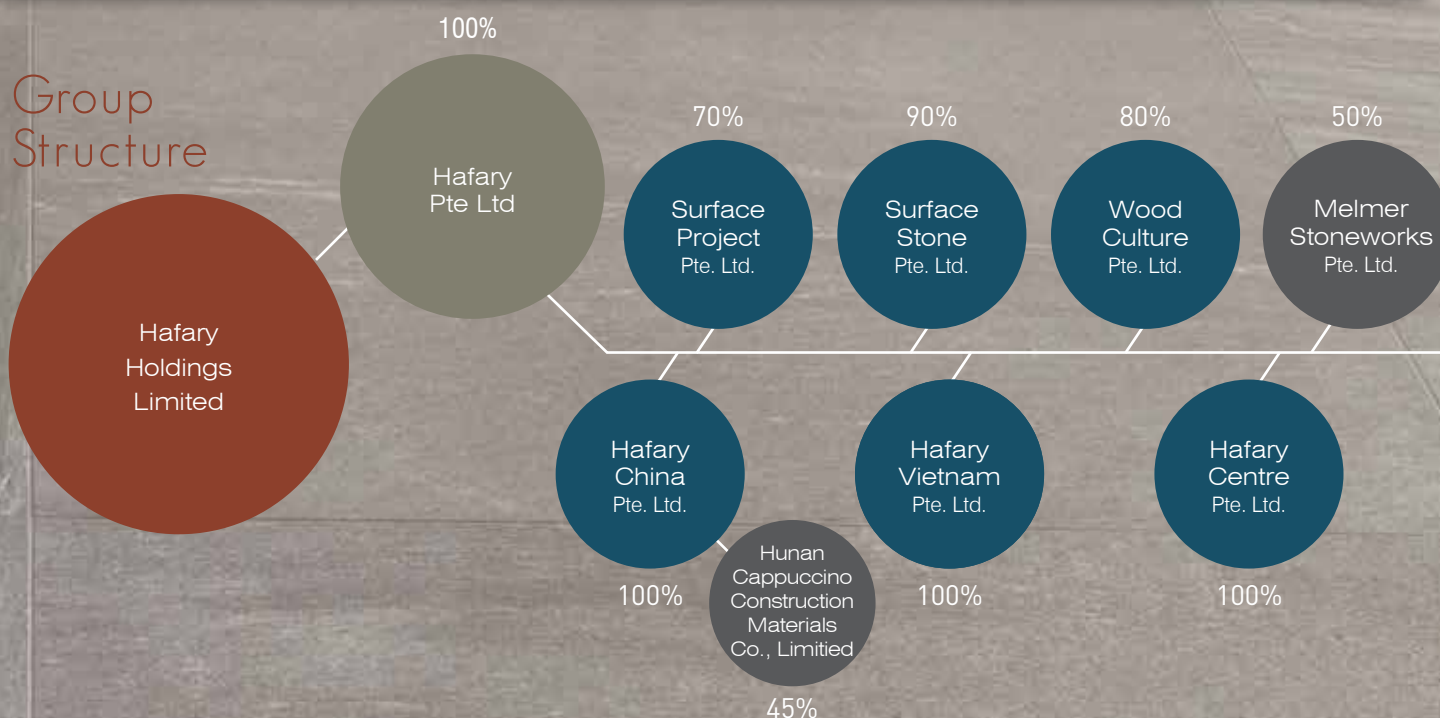 Group
Structure
Hafary
Holdings
Limited
100%
Hafary
Pte Ltd
70%
Surface
Project
Pte. Ltd.
90%
Surface
Stone
Pte. Ltd.
80%
Wood
Culture
Pte. Ltd.
50%
Melmer
Stoneworks
Pte. Ltd.
Hafary
China
Pte. Ltd.
100%
Hunan
Cappuccino
Construction
Materials
Co., Limitied
45%
Hafary
Vietnam
Pte. Ltd.
100%
Hafary
Centre
Pte. Ltd.
100%